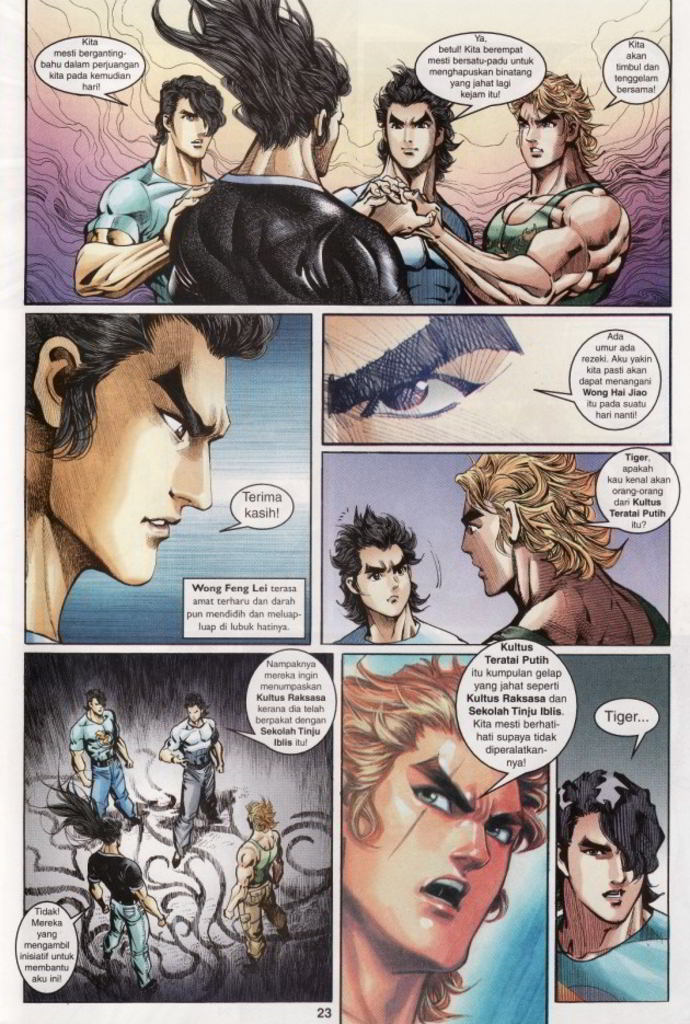 Kita
mesti berganting-
bahu dalam perjuangan
kita pada kemudian
hari!
Ya,
betul! Kita berempat
mesti bersatu-padu untuk
menghapuskan binatang
yang jahat lagi
kejam itu!
Kita
akan
timbul dan
tenggelam
bersama!
Terima
kasih!
Wong Feng Lei terasa
amat terharu dan darah
pun mendidih dan meluap-
luap di lubuk hatinya.
Ada
umur ada
rezeki. Aku yakin
kita pasti akan
dapat menangani
Wong Hai Jiao
itu pada suatu
hari nanti!
Tiger,
apakah
kau kenal akan
orang-orang
dari Kultus
Teratai Putih
itu?
Nampaknya
mereka ingin
menumpaskan
Kultus Raksasa
kerana dia telah
berpakat dengan
Sekolah Tinju
Iblis itu!
Tidak!
Mereka
yang
mengambil
inisiatif untuk
membantu
aku ini!
Kultus
Teratai Putih
itu kumpulan gelap
yang jahat seperti
Kultus Raksasa dan
Sekolah Tinju Iblis.
Kita mesti berhati-
hati supaya tidak
diperalatkan-
nya!
Tiger...
23